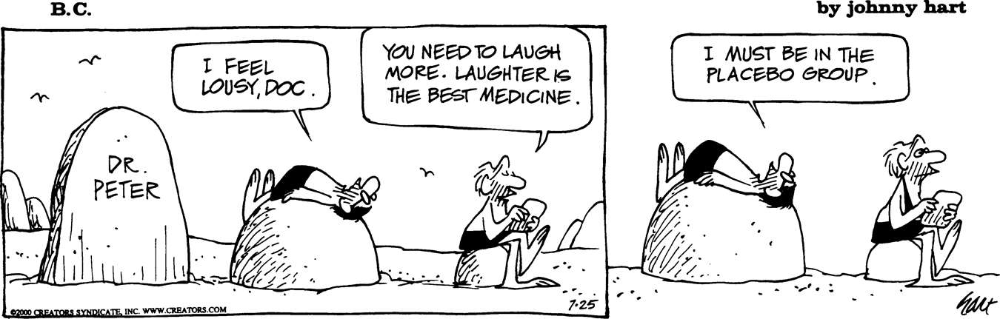 B.C.
by johnny hart
I FEEL
LOUSY, DOC.
YOU NEED TO LAUGH
MORE. LAUGHTER IS
THE BEST MEDICINE.
DR.
PETER
©2000 CREATORS SYNDICATE, INC. WWW.CREATORS.COM
7-25
I MUST BE IN THE
PLACEBO GROUP.
Hart